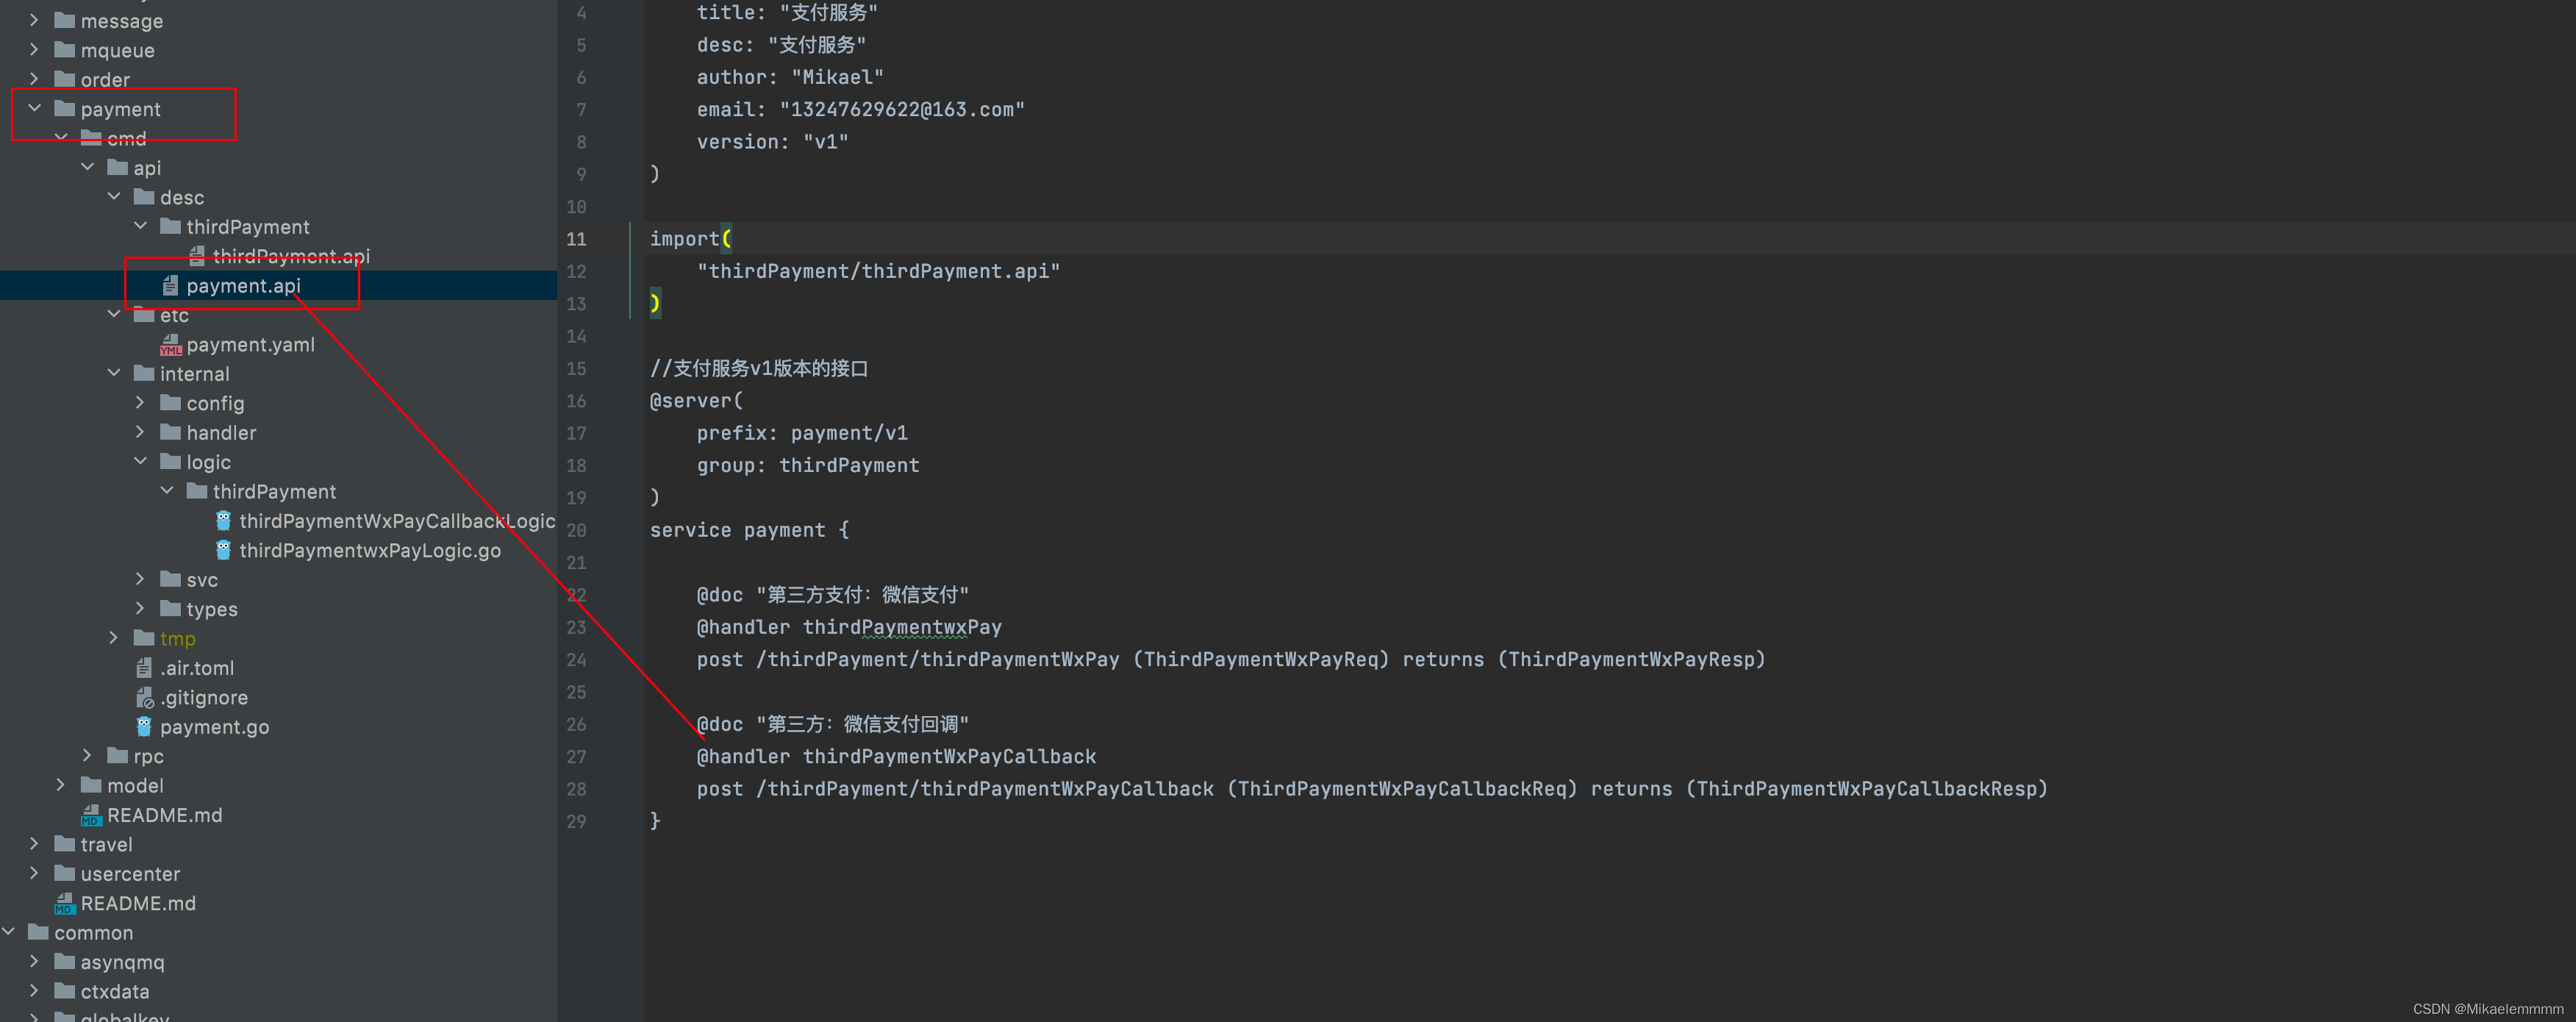 message
mqueue
order
payment
cmd
api
desc
thirdPayment
thirdPayment.api
payment.api
etc
payment.yaml
internal
config
handler
logic
thirdPayment
thirdPaymentWxPayCallbackLogic
thirdPaymentwxPayLogic.go
svc
types
tmp
.air.toml
.gitignore
payment.go
rpc
model
README.md
travel
usercenter
README.md
common
asynqmq
ctxdata
globalkey
4 title: "支付服务"
5 desc: "支付服务"
6 author: "Mikael"
7 email: "13247629622@163.com"
8 version: "v1"
9 )
10
11 import(
12 "thirdPayment/thirdPayment.api"
13 )
14
15 //支付服务v1版本的接口
16 @server(
17 prefix: payment/v1
18 group: thirdPayment
19 )
20 service payment {
21
22 @doc "第三方支付：微信支付"
23 @handler thirdPaymentwxPay
24 post /thirdPayment/thirdPaymentWxPay (ThirdPaymentWxPayReq) returns (ThirdPaymentWxPayResp)
25
26 @doc "第三方：微信支付回调"
27 @handler thirdPaymentWxPayCallback
28 post /thirdPayment/thirdPaymentWxPayCallback (ThirdPaymentWxPayCallbackReq) returns (ThirdPaymentWxPayCallbackResp)
29 }
CSDN @Mikaelemmmm